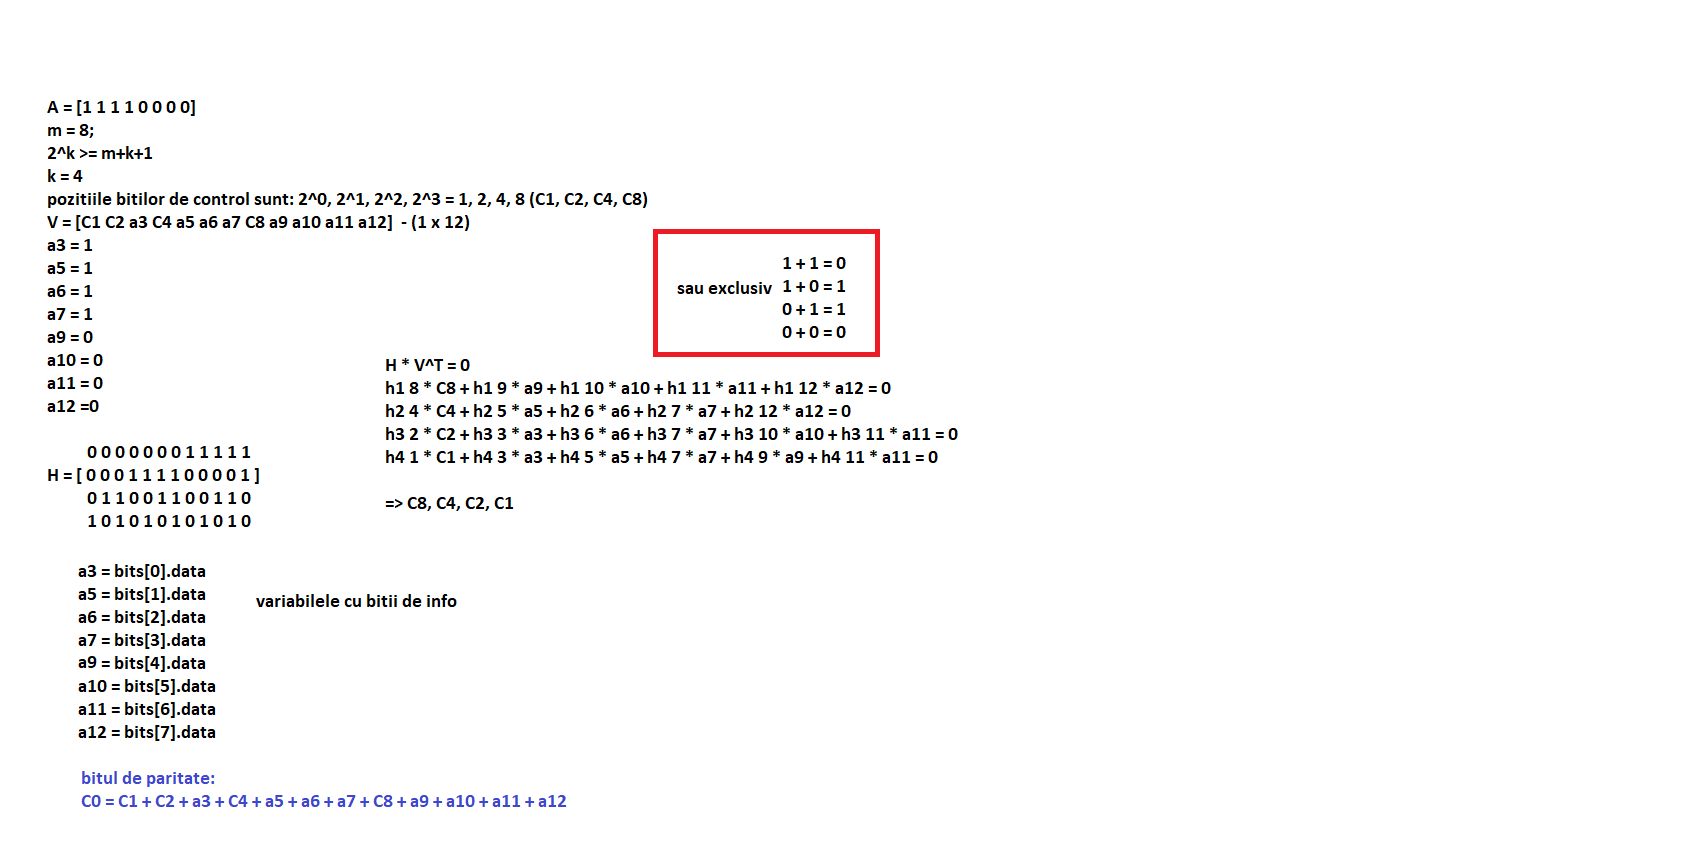 A = [1 1 1 1 0 0 0 0]
m = 8;
2^k >= m+k+1
k = 4
pozitiile bitilor de control sunt: 2^0, 2^1, 2^2, 2^3 = 1, 2, 4, 8 (C1, C2, C4, C8)
V = [C1 C2 a3 C4 a5 a6 a7 C8 a9 a10 a11 a12]  - (1 x 12)
a3 = 1
a5 = 1
a6 = 1
a7 = 1
a9 = 0
a10 = 0
a11 = 0
a12 =0
1 + 1 = 0
sau exclusiv 1 + 0 = 1
0 + 1 = 1
0 + 0 = 0
H * V^T = 0
h1 8 * C8 + h1 9 * a9 + h1 10 * a10 + h1 11 * a11 + h1 12 * a12 = 0
h2 4 * C4 + h2 5 * a5 + h2 6 * a6 + h2 7 * a7 + h2 12 * a12 = 0
h3 2 * C2 + h3 3 * a3 + h3 6 * a6 + h3 7 * a7 + h3 10 * a10 + h3 11 * a11 = 0
h4 1 * C1 + h4 3 * a3 + h4 5 * a5 + h4 7 * a7 + h4 9 * a9 + h4 11 * a11 = 0
=> C8, C4, C2, C1
0 0 0 0 0 0 0 1 1 1 1 1
H = [ 0 0 0 1 1 1 1 0 0 0 0 1 ]
0 1 1 0 0 1 1 0 0 1 1 0
1 0 1 0 1 0 1 0 1 0 1 0
a3 = bits[0].data
a5 = bits[1].data
a6 = bits[2].data
a7 = bits[3].data
a9 = bits[4].data
a10 = bits[5].data
a11 = bits[6].data
a12 = bits[7].data
variabilele cu bitii de info
bitul de paritate:
C0 = C1 + C2 + a3 + C4 + a5 + a6 + a7 + C8 + a9 + a10 + a11 + a12